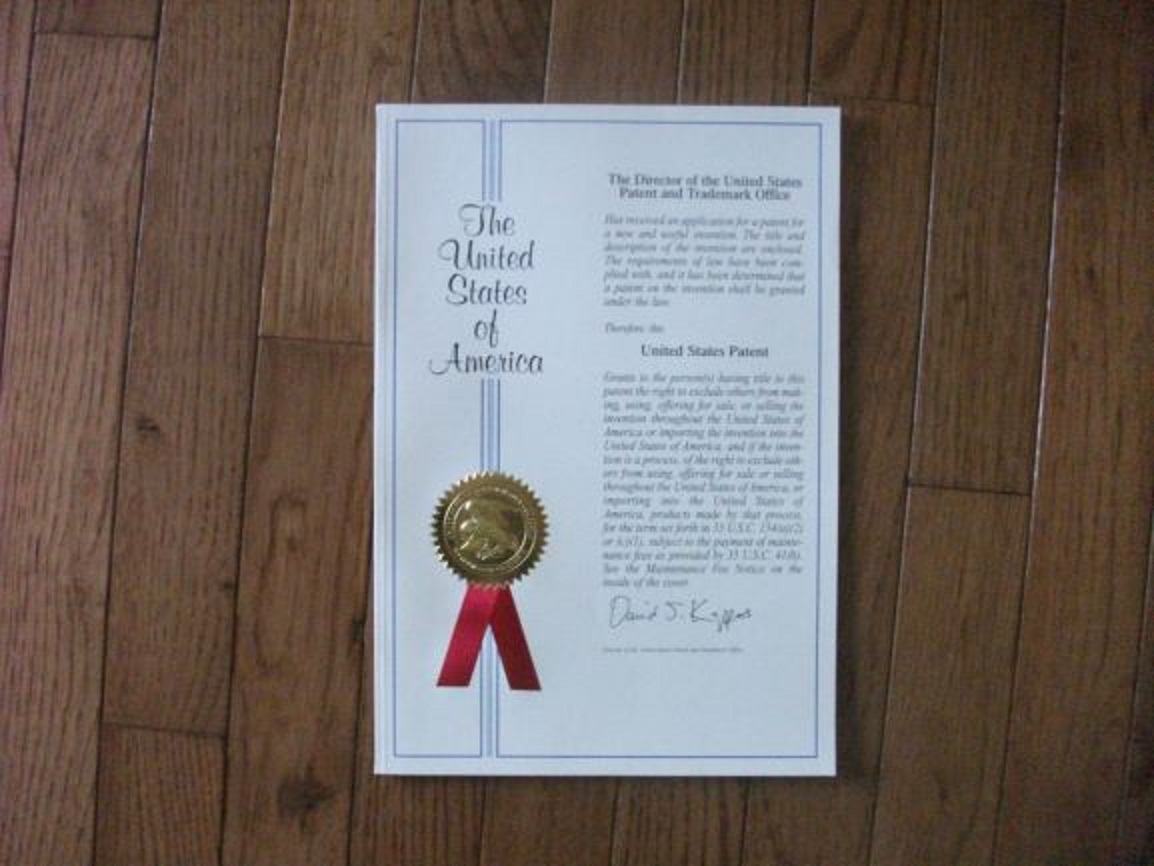 The
United
States
of
America
The Director of the United States
Patent and Trademark Office
Has received an application for a patent for
a new and useful invention. The title and
description of the invention are enclosed.
The requirements of law have been com-
plied with, and it has been determined that
a patent on the invention shall be granted
under the law.
Therefore, this
United States Patent
Grants to the person(s) having title to this
patent the right to exclude others from mak-
ing, using, offering for sale, or selling the
invention throughout the United States of
America or importing the invention into the
United States of America, and if the inven-
tion is a process, of the right to exclude oth-
ers from using, offering for sale or selling
throughout the United States of America, or
importing into the United States of
America, products made by that process,
for the term set forth in 35 U.S.C. 154(a)(2)
or (c)(1), subject to the payment of mainte-
nance fees as provided by 35 U.S.C. 41(b).
See the Maintenance Fee Notice on the
inside of the cover.
David J. Kappos